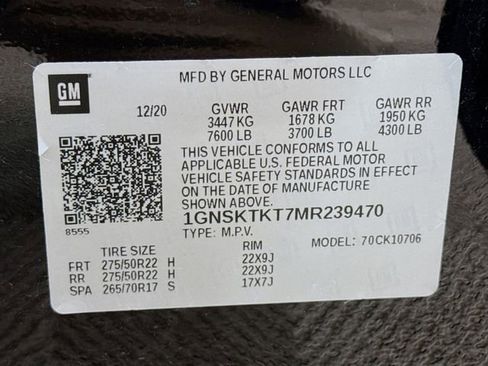 GM
MFD BY GENERAL MOTORS LLC
12/20 GVWR GAWR FRT GAWR RR
3447 KG 1678 KG 1950 KG
7600 LB 3700 LB 4300 LB
THIS VEHICLE CONFORMS TO ALL
APPLICABLE U.S. FEDERAL MOTOR
VEHICLE SAFETY STANDARDS IN EFFECT
ON THE DATE OF MANUFACTURE
SHOWN ABOVE.
8555
1GNSKTKT7MR239470
TYPE: M.P.V. MODEL: 70CK10706
TIRE SIZE RIM
FRT 275/50R22 H 22X9J
RR 275/50R22 H 22X9J
SPA 265/70R17 S 17X7J